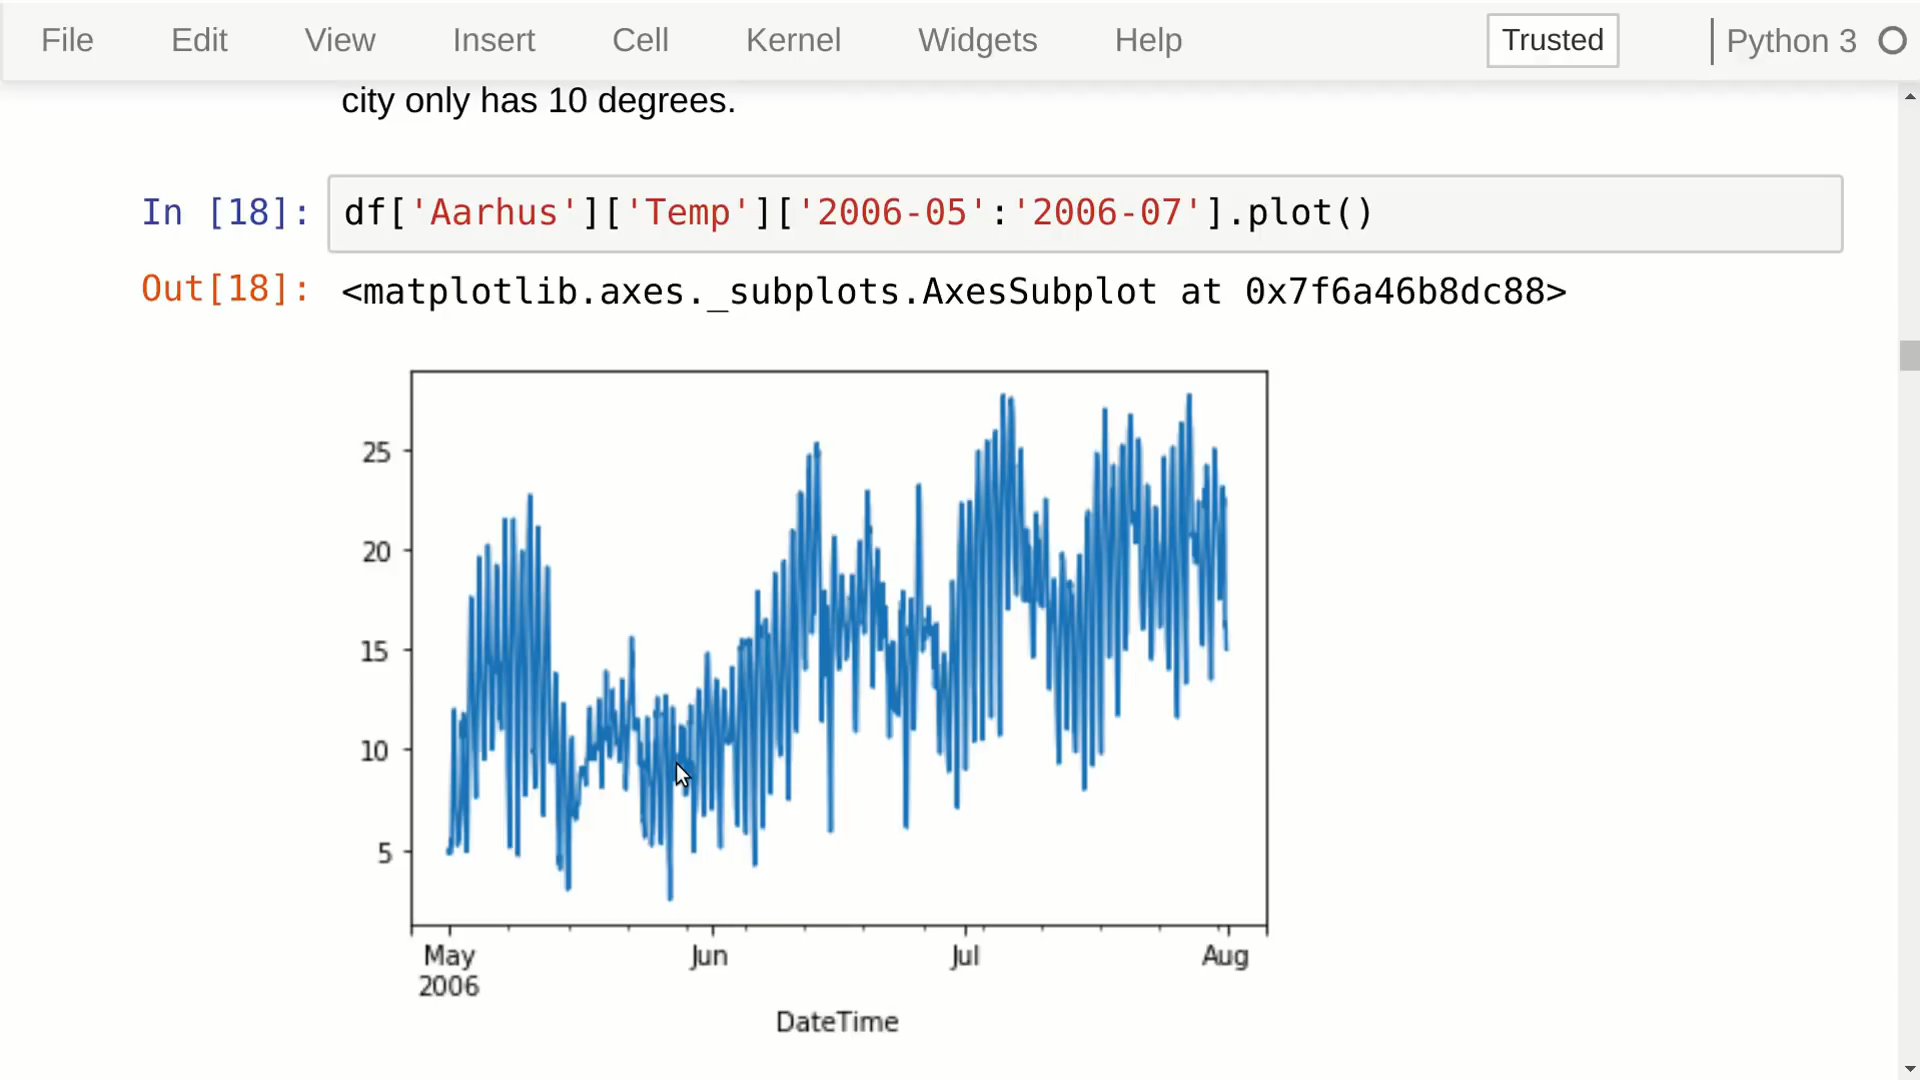 File Edit View Insert Cell Kernel Widgets Help Trusted Python 3
city only has 10 degrees.
In [18]: df['Aarhus']['Temp']['2006-05':'2006-07'].plot()
Out[18]: <matplotlib.axes._subplots.AxesSubplot at 0x7f6a46b8dc88>
25
20
15
10
5
May Jun Jul Aug
2006
DateTime